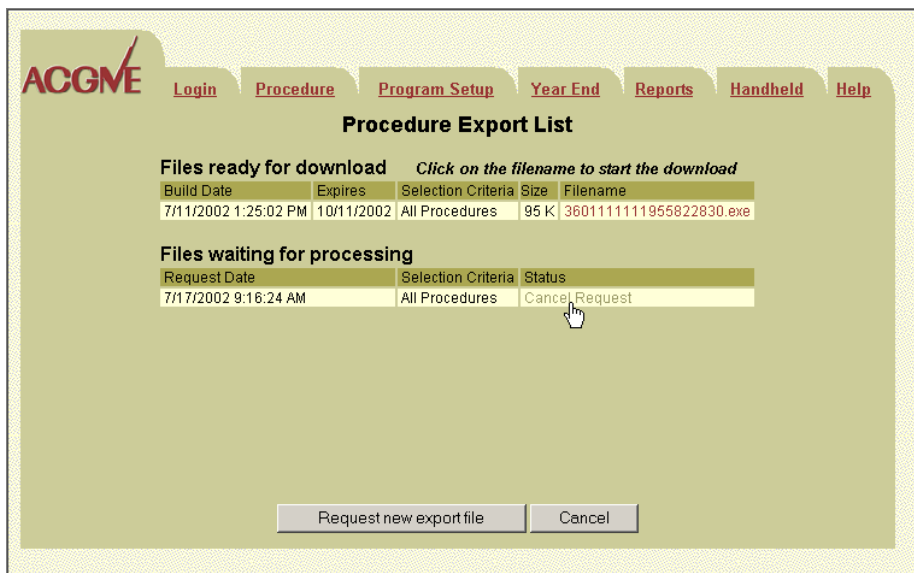 ACGME
Login Procedure Program Setup Year End Reports Handheld Help
Procedure Export List
Files ready for download Click on the filename to start the download
Build Date Expires Selection Criteria Size Filename
7/11/2002 1:25:02 PM 10/11/2002 All Procedures 95 K 3601111111955822830.exe
Files waiting for processing
Request Date Selection Criteria Status
7/17/2002 9:16:24 AM All Procedures Cancel Request
Request new export file Cancel